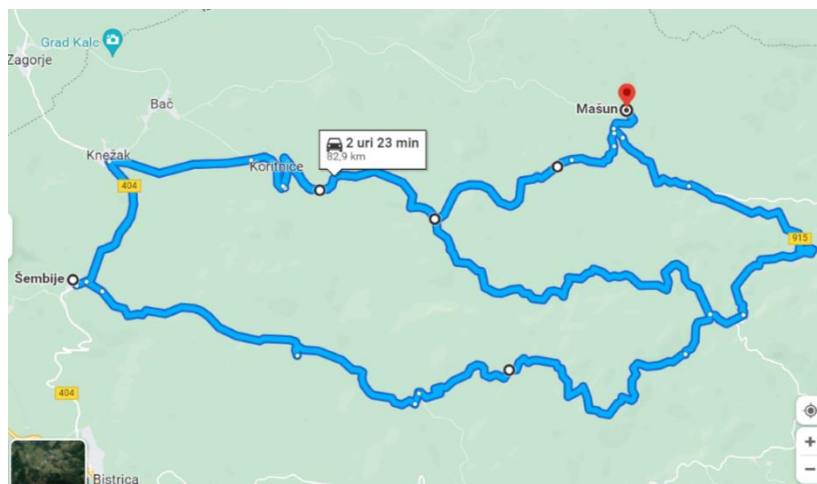 Grad Kalc
Zagorje
Bač
Mašun
Knežak
Koritnice
2 uri 23 min
82,9 km
404
915
Šembije
404
Bistrica